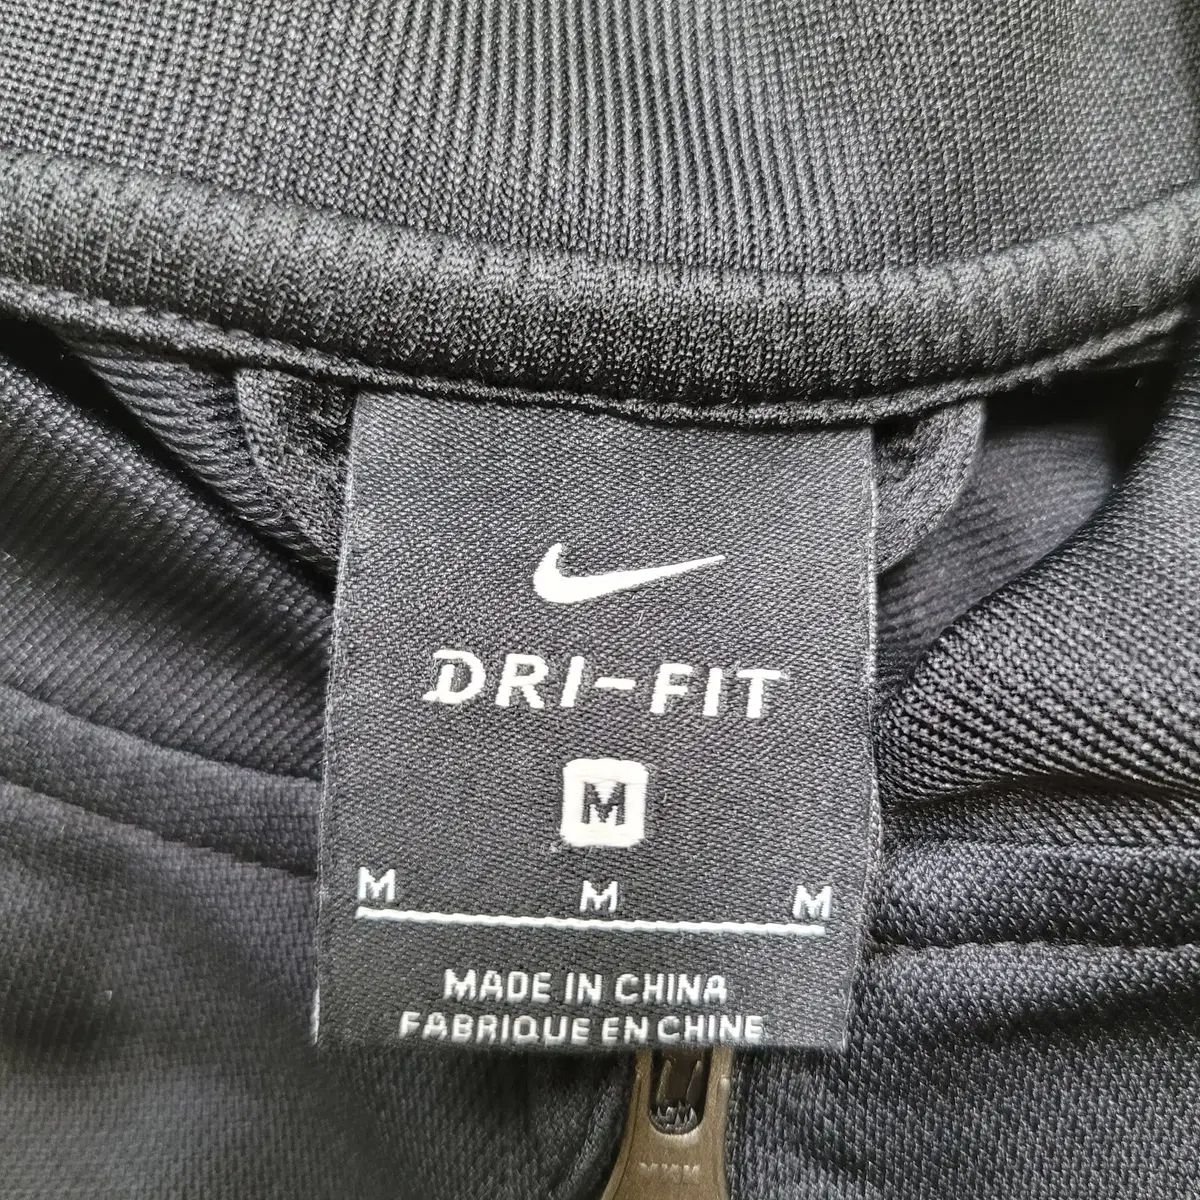 DRI-FIT
M
M M M
MADE IN CHINA
FABRIQUE EN CHINE